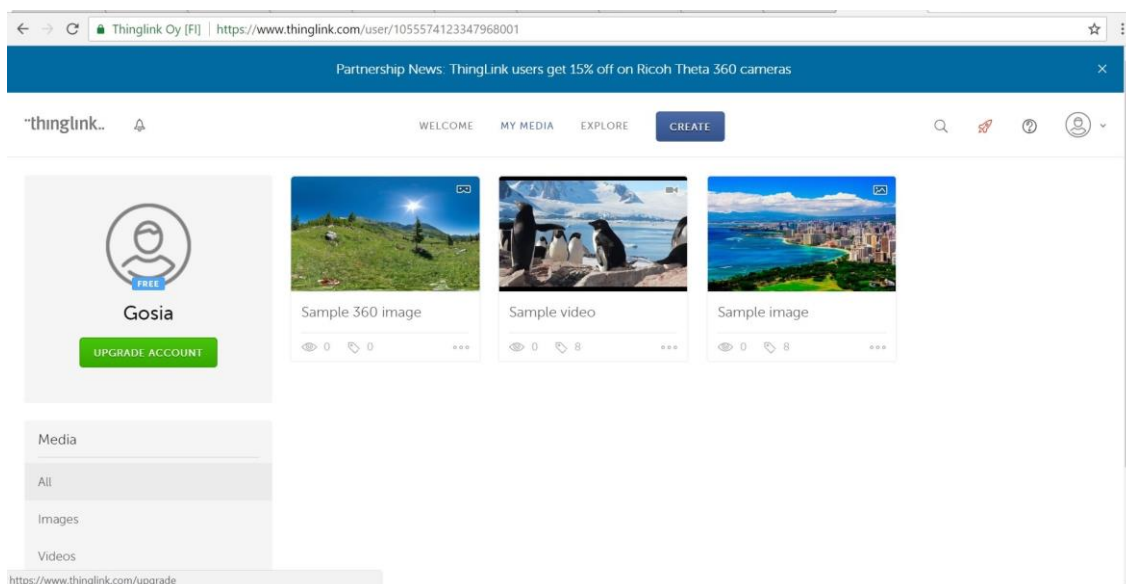 Thinglink Oy [FI] https://www.thinglink.com/user/1055574123347968001
Partnership News: ThingLink users get 15% off on Ricoh Theta 360 cameras
thinglink..
WELCOME MY MEDIA EXPLORE CREATE
FREE
Gosia
UPGRADE ACCOUNT
Sample 360 image
0 0
Sample video
0 8
Sample image
0 8
Media
All
Images
Videos
https://www.thinglink.com/upgrade